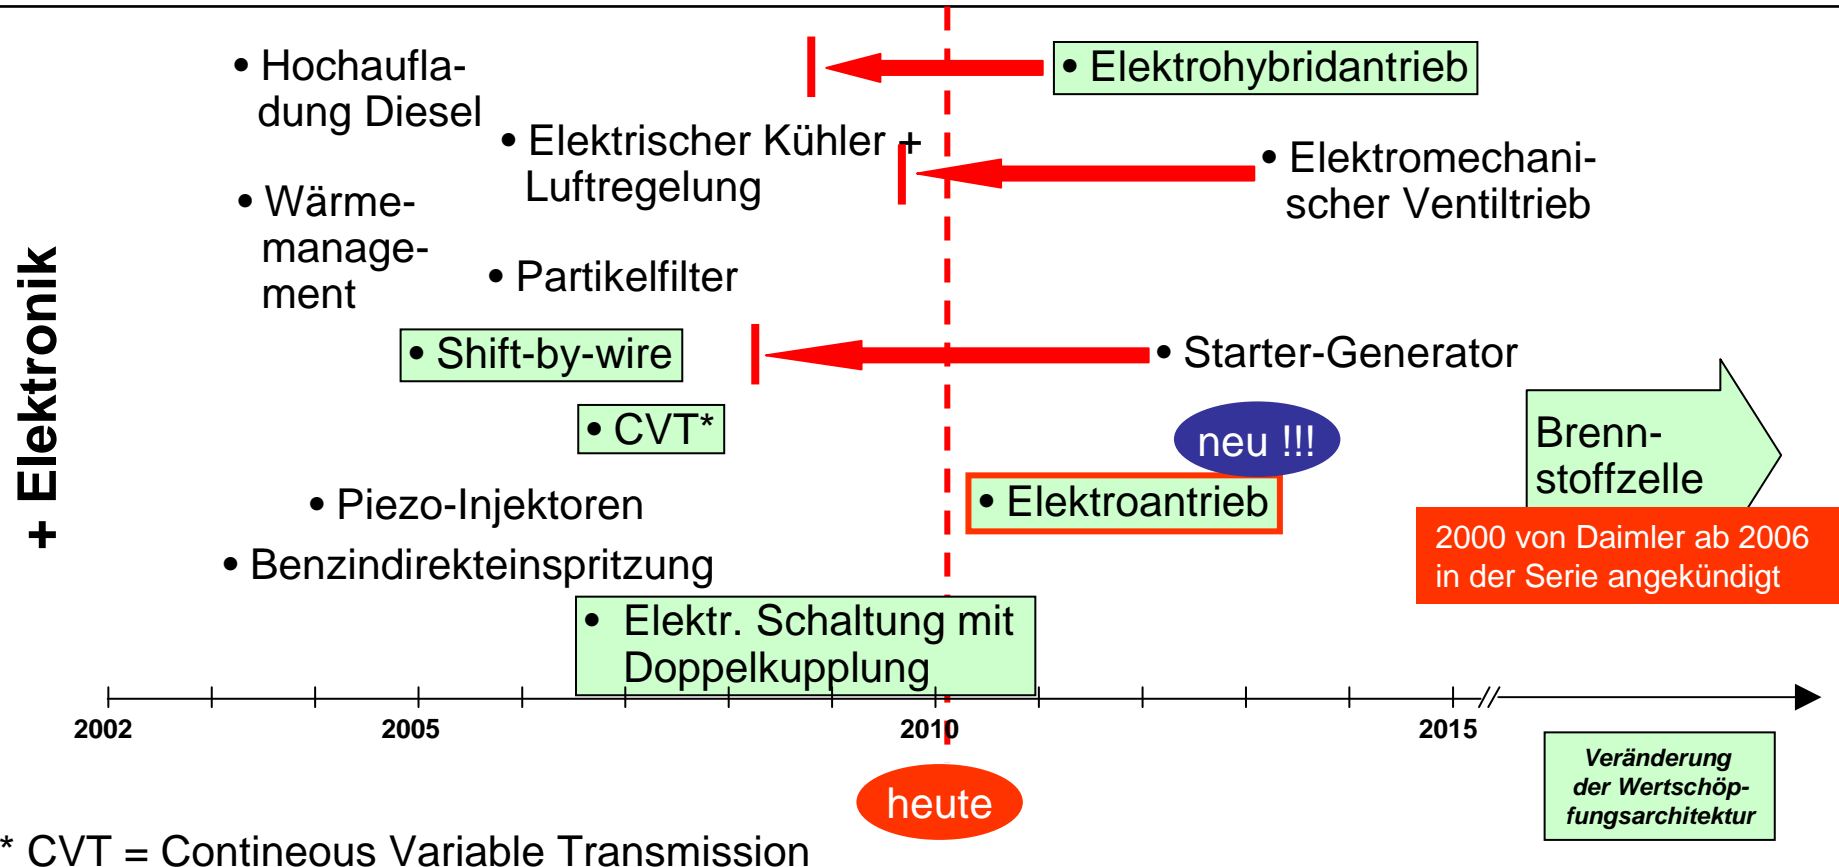 + Elektronik
• Hochaufla-
dung Diesel
• Elektrohybridantrieb
• Elektrischer Kühler +
Luftregelung
• Elektromechani-
scher Ventiltrieb
• Wärme-
manage-
ment
• Partikelfilter
• Shift-by-wire
• Starter-Generator
• CVT*
neu !!!
Brenn-
stoffzelle
• Piezo-Injektoren
• Elektroantrieb
2000 von Daimler ab 2006
in der Serie angekündigt
• Benzindirekteinspritzung
• Elektr. Schaltung mit
Doppelkupplung
2002 2005 2010 2015
Veränderung
der Wertschöp-
fungsarchitektur
heute
* CVT = Contineous Variable Transmission